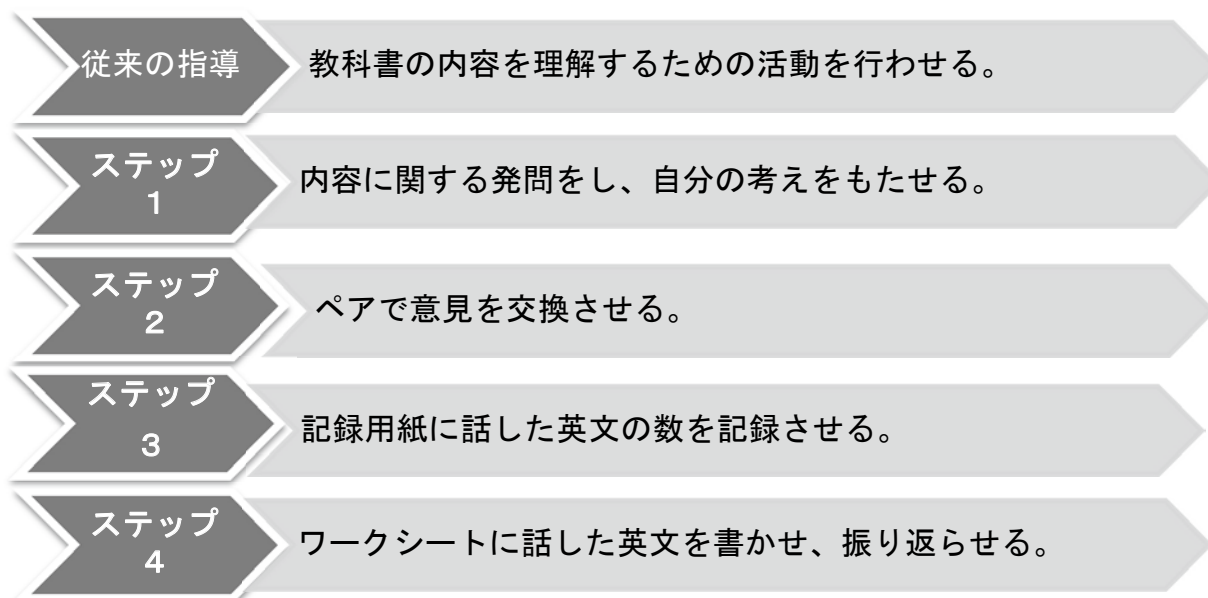 従来の指導
教科書の内容を理解するための活動を行わせる。
ステップ
１
内容に関する発問をし、自分の考えをもたせる。
ステップ
２
ペアで意見を交換させる。
ステップ
３
記録用紙に話した英文の数を記録させる。
ステップ
４
ワークシートに話した英文を書かせ、振り返らせる。